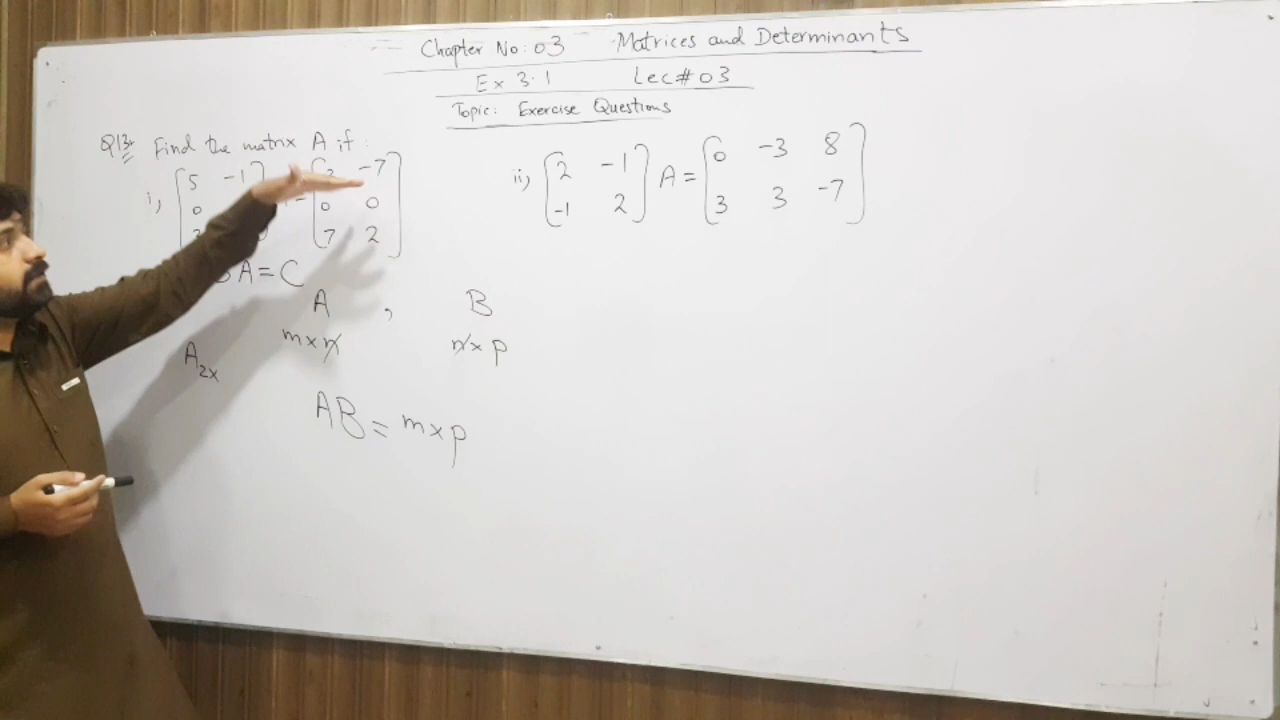 Chapter No: 03 Matrices and Determinants
Ex 3.1 Lec# 03
Topic: Exercise Questions
Q13: Find the matrix A if:
i, [5 -1
0
= [ -7
0 0
7 2]
ii, [2 -1
-1 2] A = [0 -3 8
3 3 -7]
A = C
A , B
m×n n×p
A2x
AB = m×p